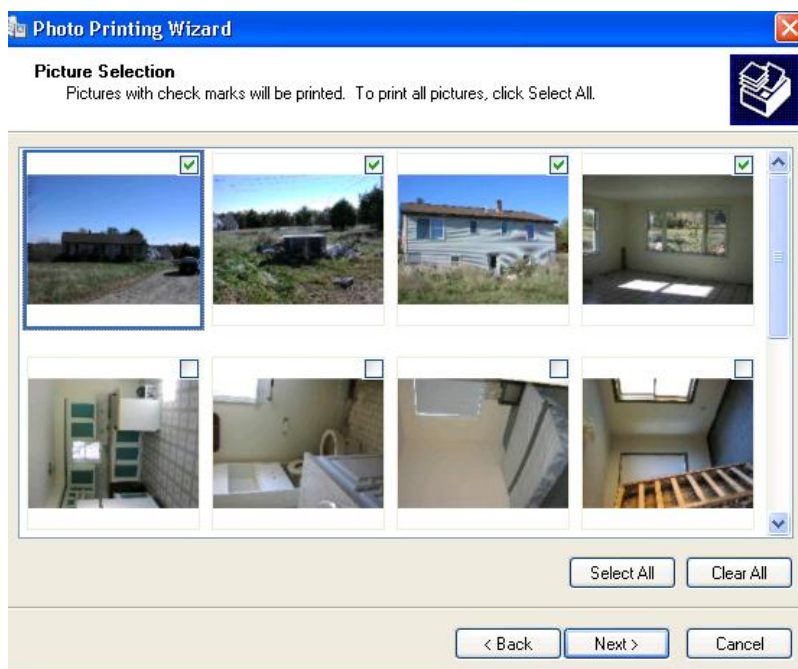 Photo Printing Wizard
Picture Selection
Pictures with check marks will be printed. To print all pictures, click Select All.
Select All
Clear All
< Back
Next >
Cancel